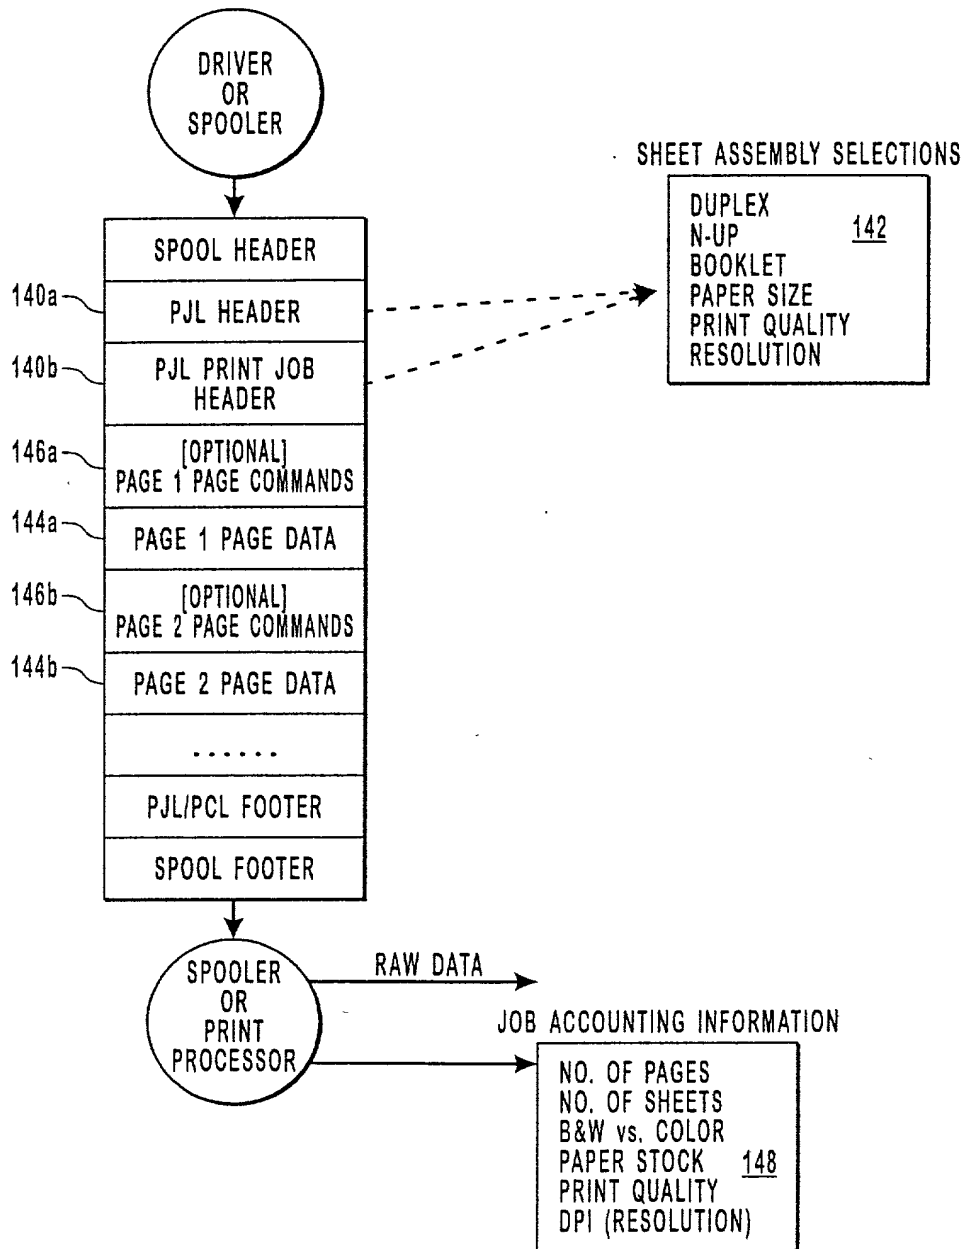 DRIVER
OR
SPOOLER
SHEET ASSEMBLY SELECTIONS
DUPLEX
N-UP
142
BOOKLET
PAPER SIZE
PRINT QUALITY
RESOLUTION
SPOOL HEADER
140a
PJL HEADER
140b
PJL PRINT JOB
HEADER
146a
[OPTIONAL]
PAGE 1 PAGE COMMANDS
144a
PAGE 1 PAGE DATA
146b
[OPTIONAL]
PAGE 2 PAGE COMMANDS
144b
PAGE 2 PAGE DATA
......
PJL/PCL FOOTER
SPOOL FOOTER
SPOOLER
OR
PRINT
PROCESSOR
RAW DATA
JOB ACCOUNTING INFORMATION
NO. OF PAGES
NO. OF SHEETS
B&W vs. COLOR
PAPER STOCK
148
PRINT QUALITY
DPI (RESOLUTION)